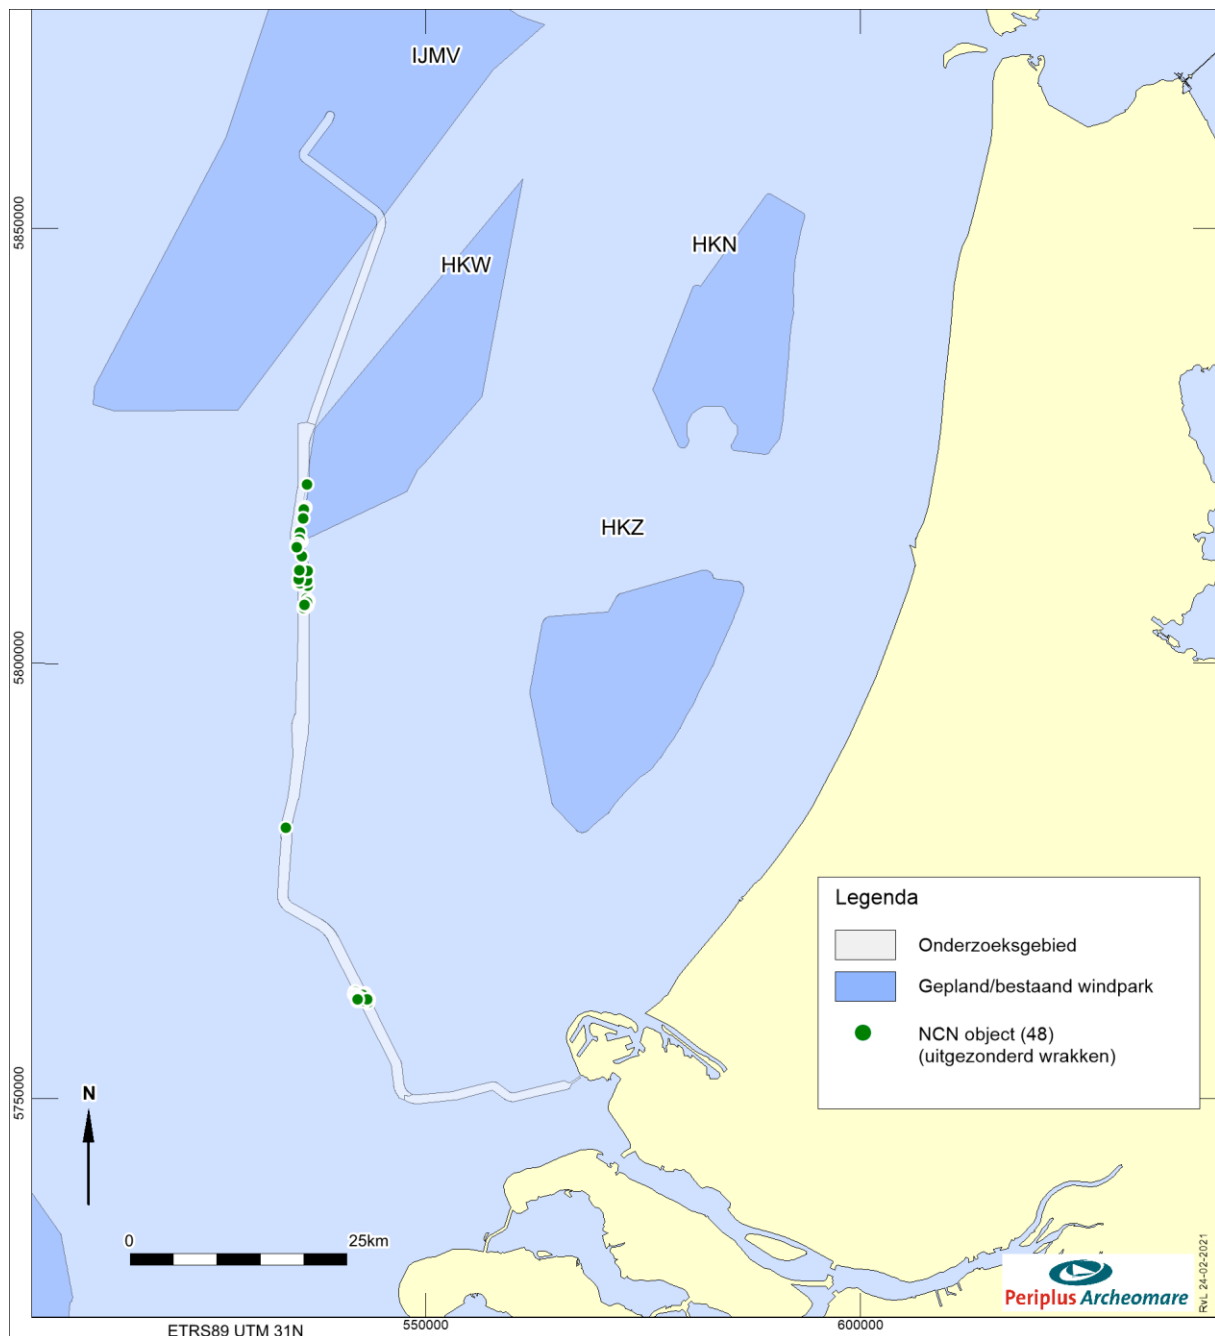 IJMV
5850000
HKW
HKN
HKZ
5800000
Legenda
Onderzoeksgebied
Gepland/bestaand windpark
NCN object (48)
(uitgezonderd wrakken)
5750000
N
0
25km
Periplus Archeomare
RvL 24-02-2021
ETRS89 UTM 31N
550000
600000